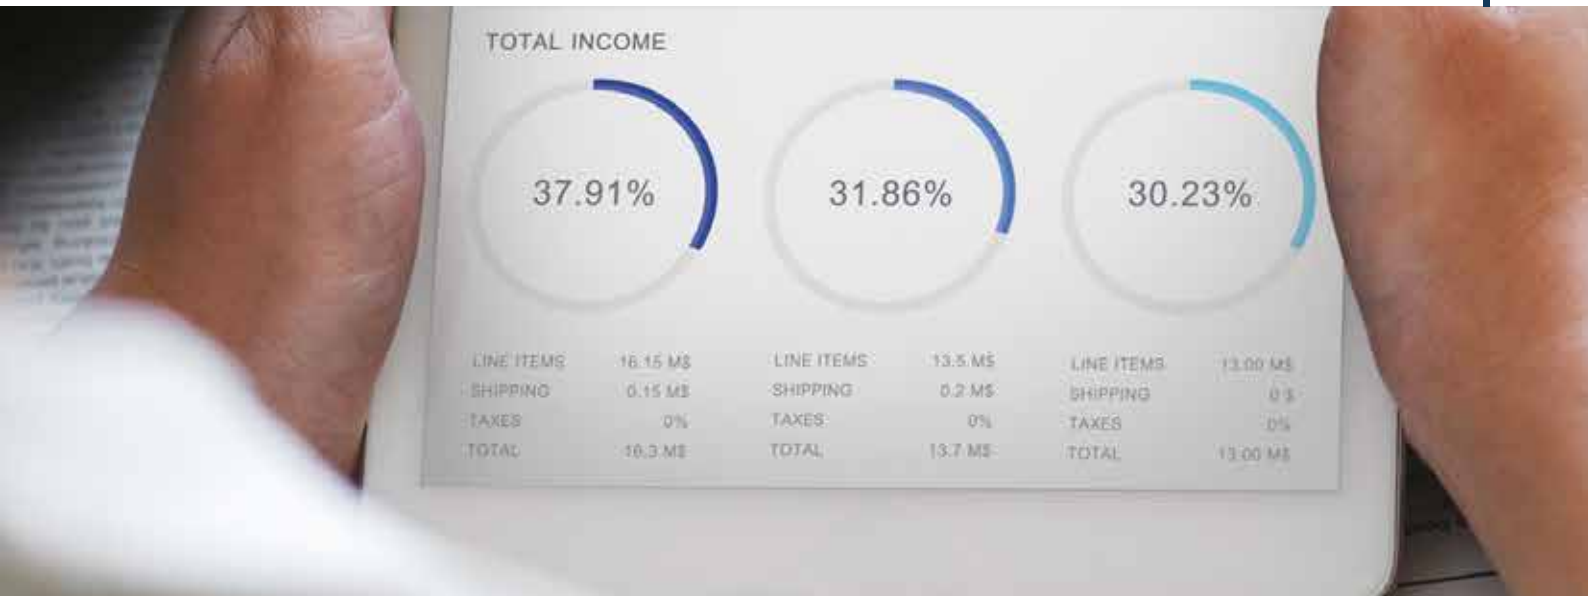 TOTAL INCOME
37.91% 31.86% 30.23%
LINE ITEMS 16.15 M$ LINE ITEMS 13.5 M$ LINE ITEMS 13.00 M$
SHIPPING 0.15 M$ SHIPPING 0.2 M$ SHIPPING 0 $
TAXES 0% TAXES 0% TAXES 0%
TOTAL 16.3 M$ TOTAL 13.7 M$ TOTAL 13.00 M$